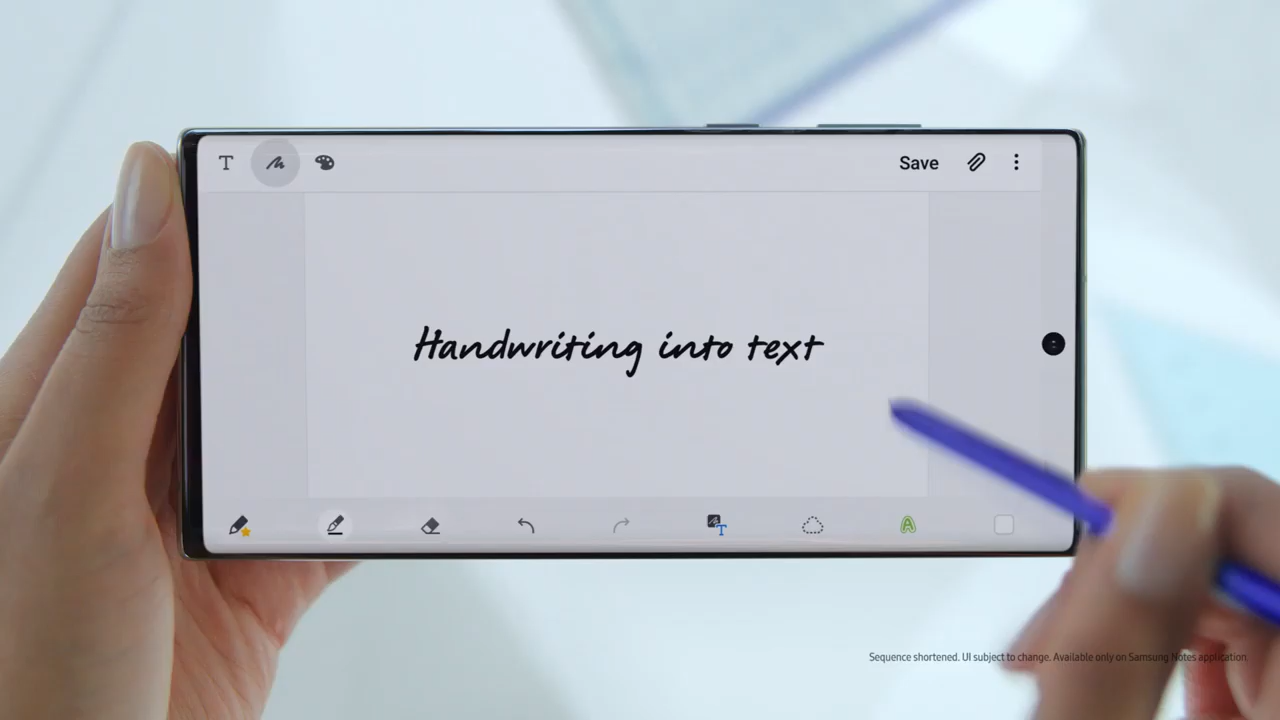 T Save
Handwriting into text
T A
Sequence shortened. UI subject to change. Available only on Samsung Notes application.